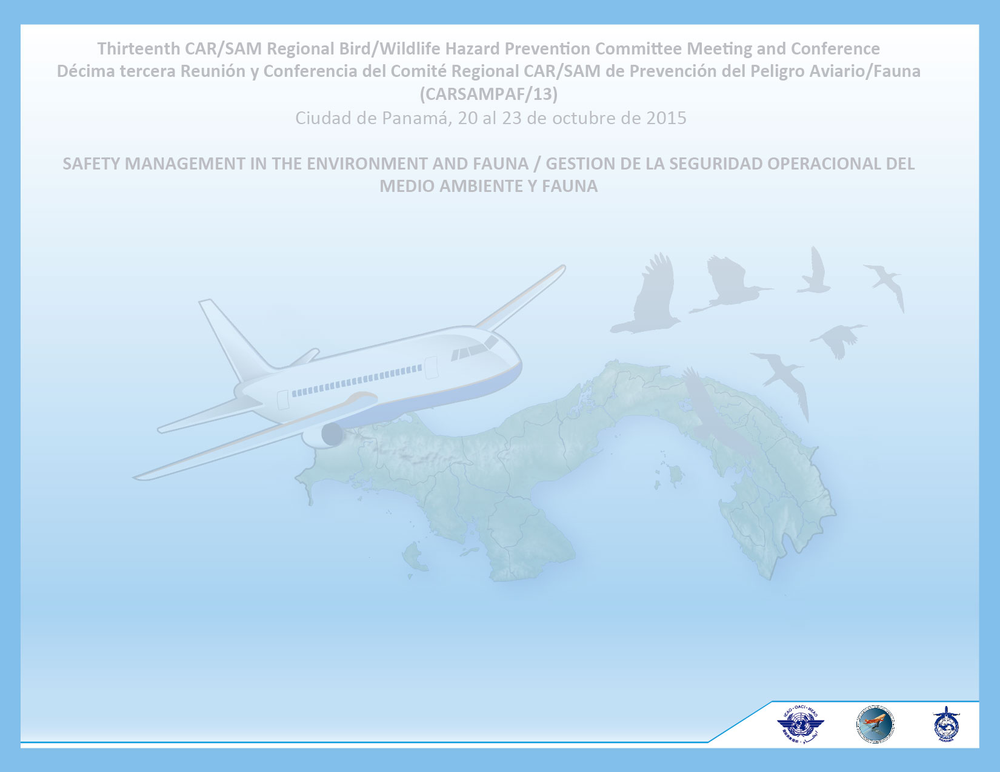 Thirteenth CAR/SAM Regional Bird/Wildlife Hazard Prevention Committee Meeting and Conference
Décima tercera Reunión y Conferencia del Comité Regional CAR/SAM de Prevención del Peligro Aviario/Fauna
(CARSAMPAF/13)
Ciudad de Panamá, 20 al 23 de octubre de 2015
SAFETY MANAGEMENT IN THE ENVIRONMENT AND FAUNA / GESTION DE LA SEGURIDAD OPERACIONAL DEL
MEDIO AMBIENTE Y FAUNA
ICAO · OACI · ИКАО
PANAMA